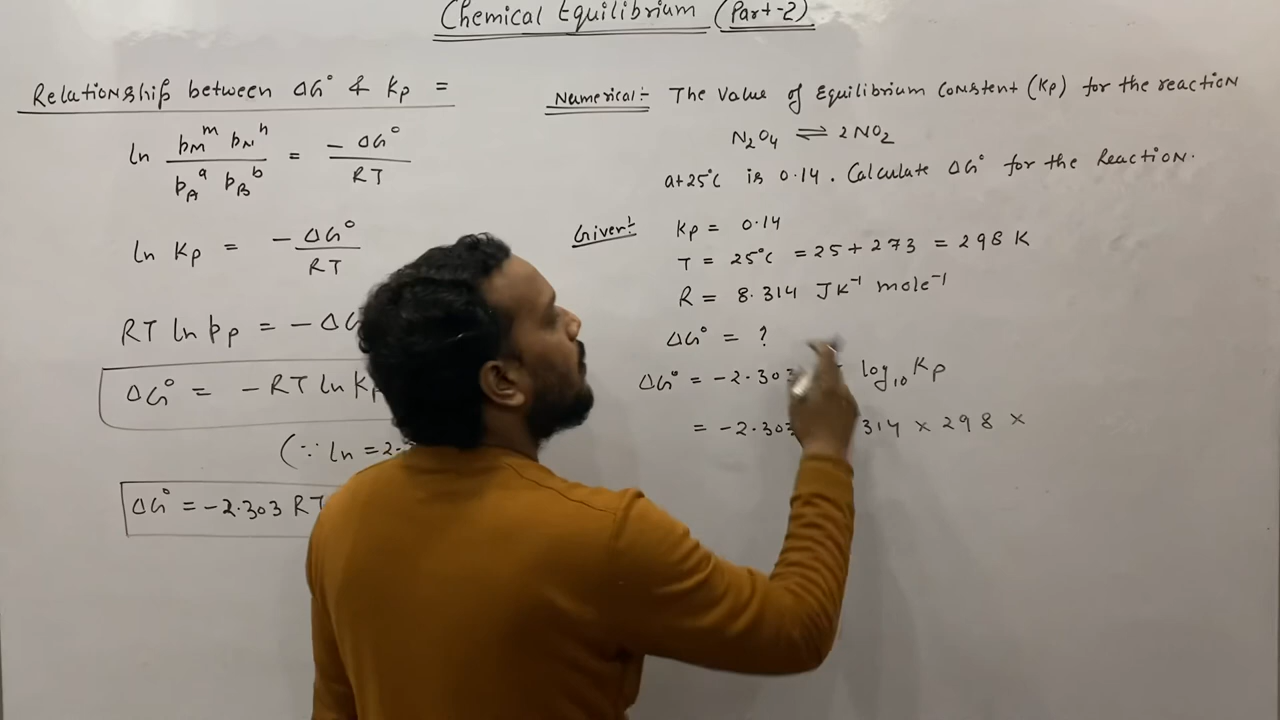 Chemical Equilibrium (Part-2)
Relationship between ΔG° & Kp =
ln pM^m pN^n / pA^a pB^b = -ΔG° / RT
ln Kp = -ΔG° / RT
RT ln Kp = -ΔG
ΔG° = -RT ln Kp
(∵ ln = 2.
ΔG° = -2.303 RT
Numerical:- The Value of Equilibrium Constent (Kp) for the reaction
N₂O₄ ⇌ 2NO₂
at 25°C is 0.14. Calculate ΔG° for the Reaction.
Given:- Kp = 0.14
T = 25°C = 25 + 273 = 298 K
R = 8.314 JK⁻¹ mole⁻¹
ΔG° = ?
ΔG° = -2.303 log₁₀ Kp
= -2.303 314 × 298 ×